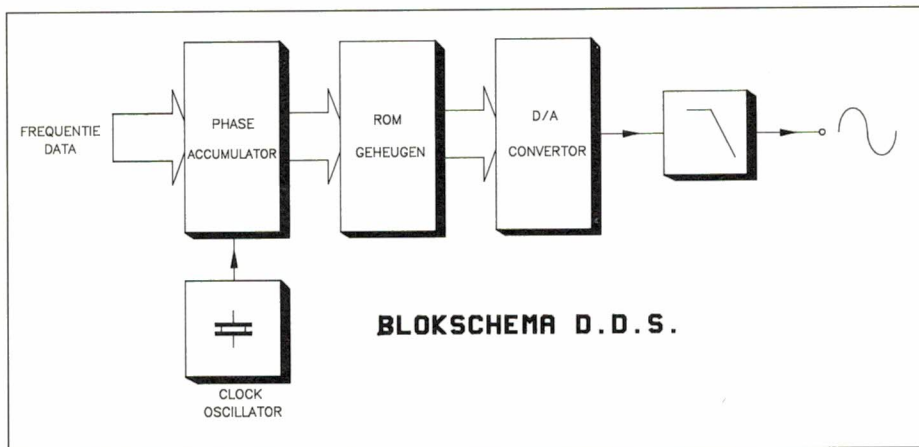 FREQUENTIE
DATA
PHASE
ACCUMULATOR
ROM
GEHEUGEN
D/A
CONVERTOR
CLOCK
OSCILLATOR
BLOKSCHEMA D.D.S.